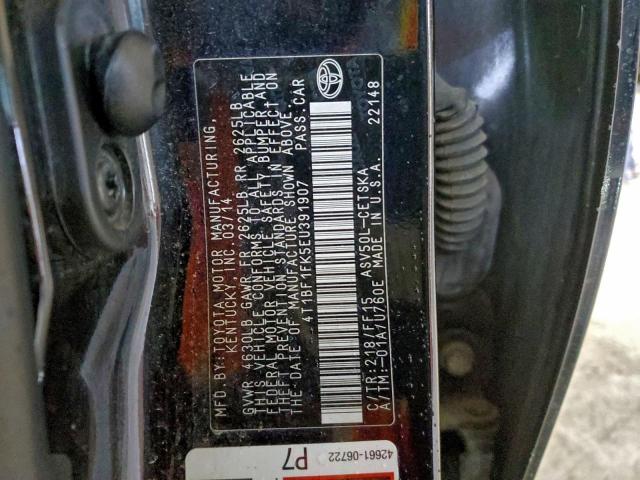 MFD BY: TOYOTA MOTOR MANUFACTURING,
KENTUCKY, INC. 03/14
GVWR 4630LB GAWR FR 2625LB RR 2625LB
THIS VEHICLE CONFORMS TO ALL APPLICABLE
FEDERAL MOTOR VEHICLE SAFETY BUMPER, AND
THEFT PREVENTION STANDARDS IN EFFECT ON
THE DATE OF MANUFACTURE SHOWN ABOVE.
4T1BF1FK5EU391907 PASS.CAR
C/TR:218/FF15 ASV50L-CETSKA
A/TM:-01A/U760E MADE IN U.S.A. 22148
TOYOTA
42661-06722
P7